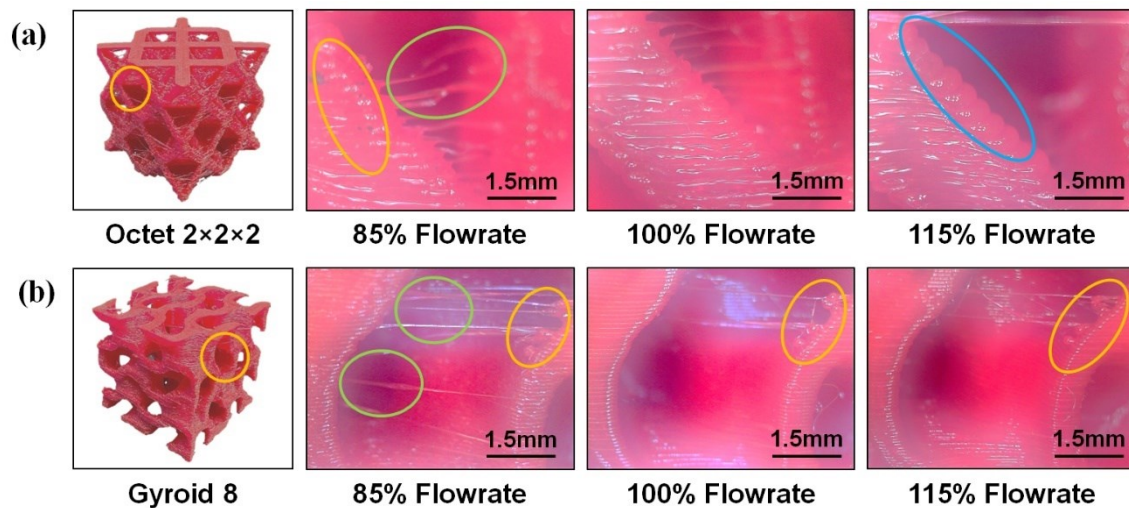 (a)
1.5mm
1.5mm
1.5mm
Octet 2×2×2
85% Flowrate
100% Flowrate
115% Flowrate
(b)
1.5mm
1.5mm
1.5mm
Gyroid 8
85% Flowrate
100% Flowrate
115% Flowrate